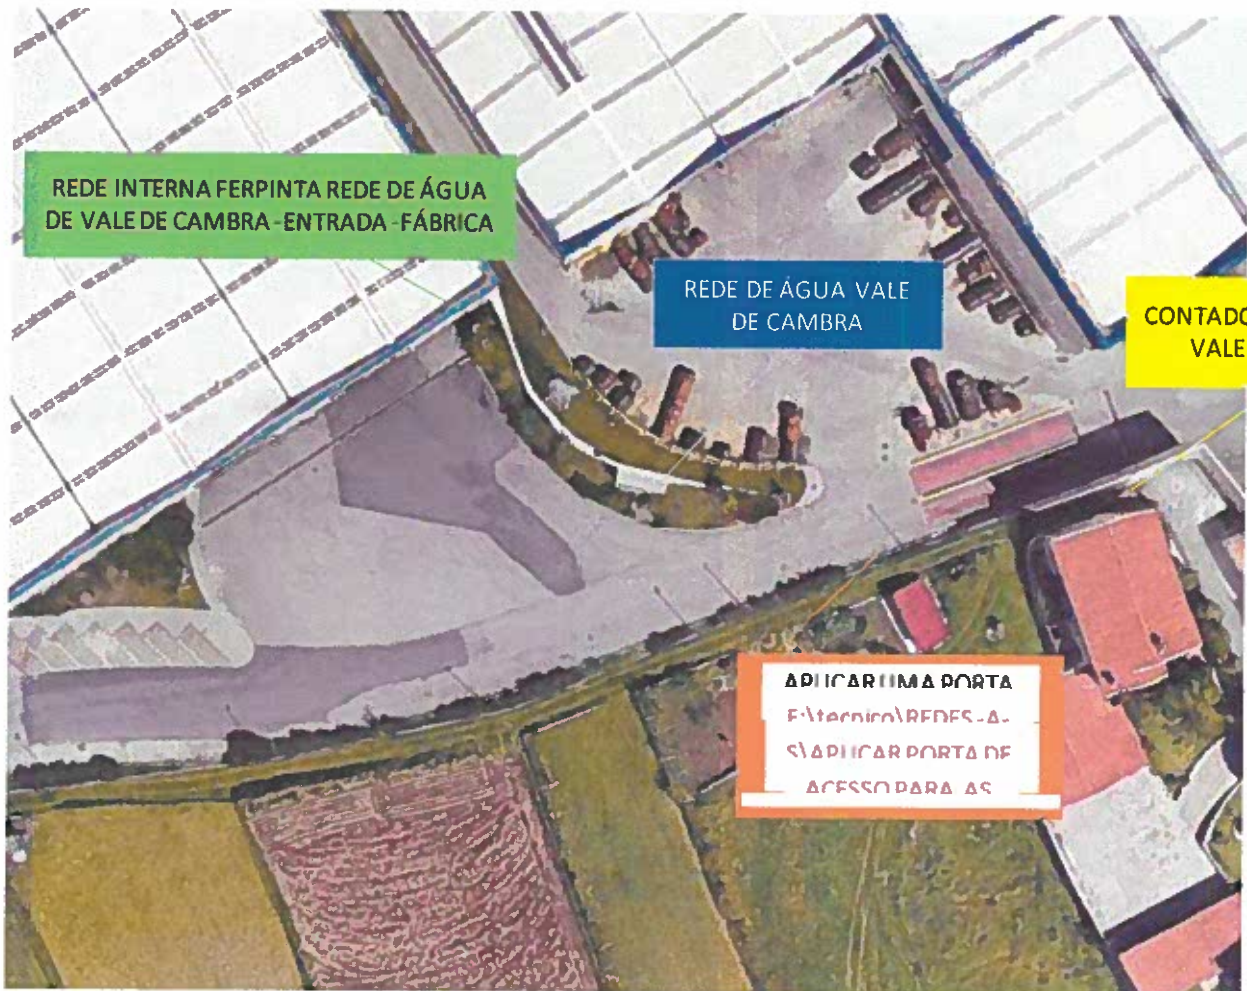 REDE INTERNA FERPINTA REDE DE ÁGUA
DE VALE DE CAMBRA-ENTRADA-FÁBRICA
REDE DE ÁGUA VALE
DE CAMBRA
CONTADO
VALE
APLICAR UMA PORTA
F:\tecnico\REDES-A-
S\APLICAR PORTA DE
ACESSO PARA AS